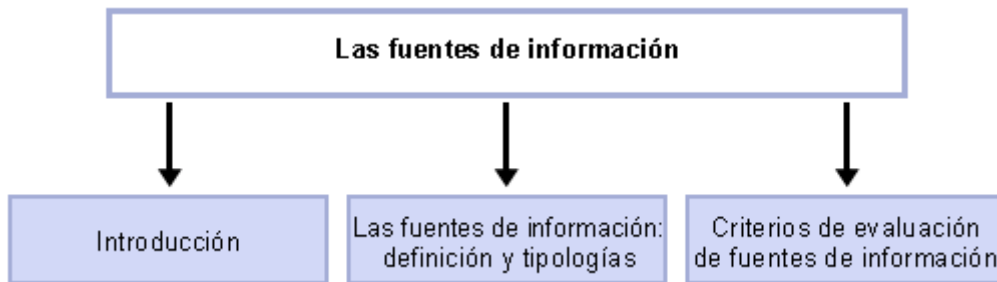 Las fuentes de información
Introducción
Las fuentes de información:
definición y tipologías
Criterios de evaluación
de fuentes de información